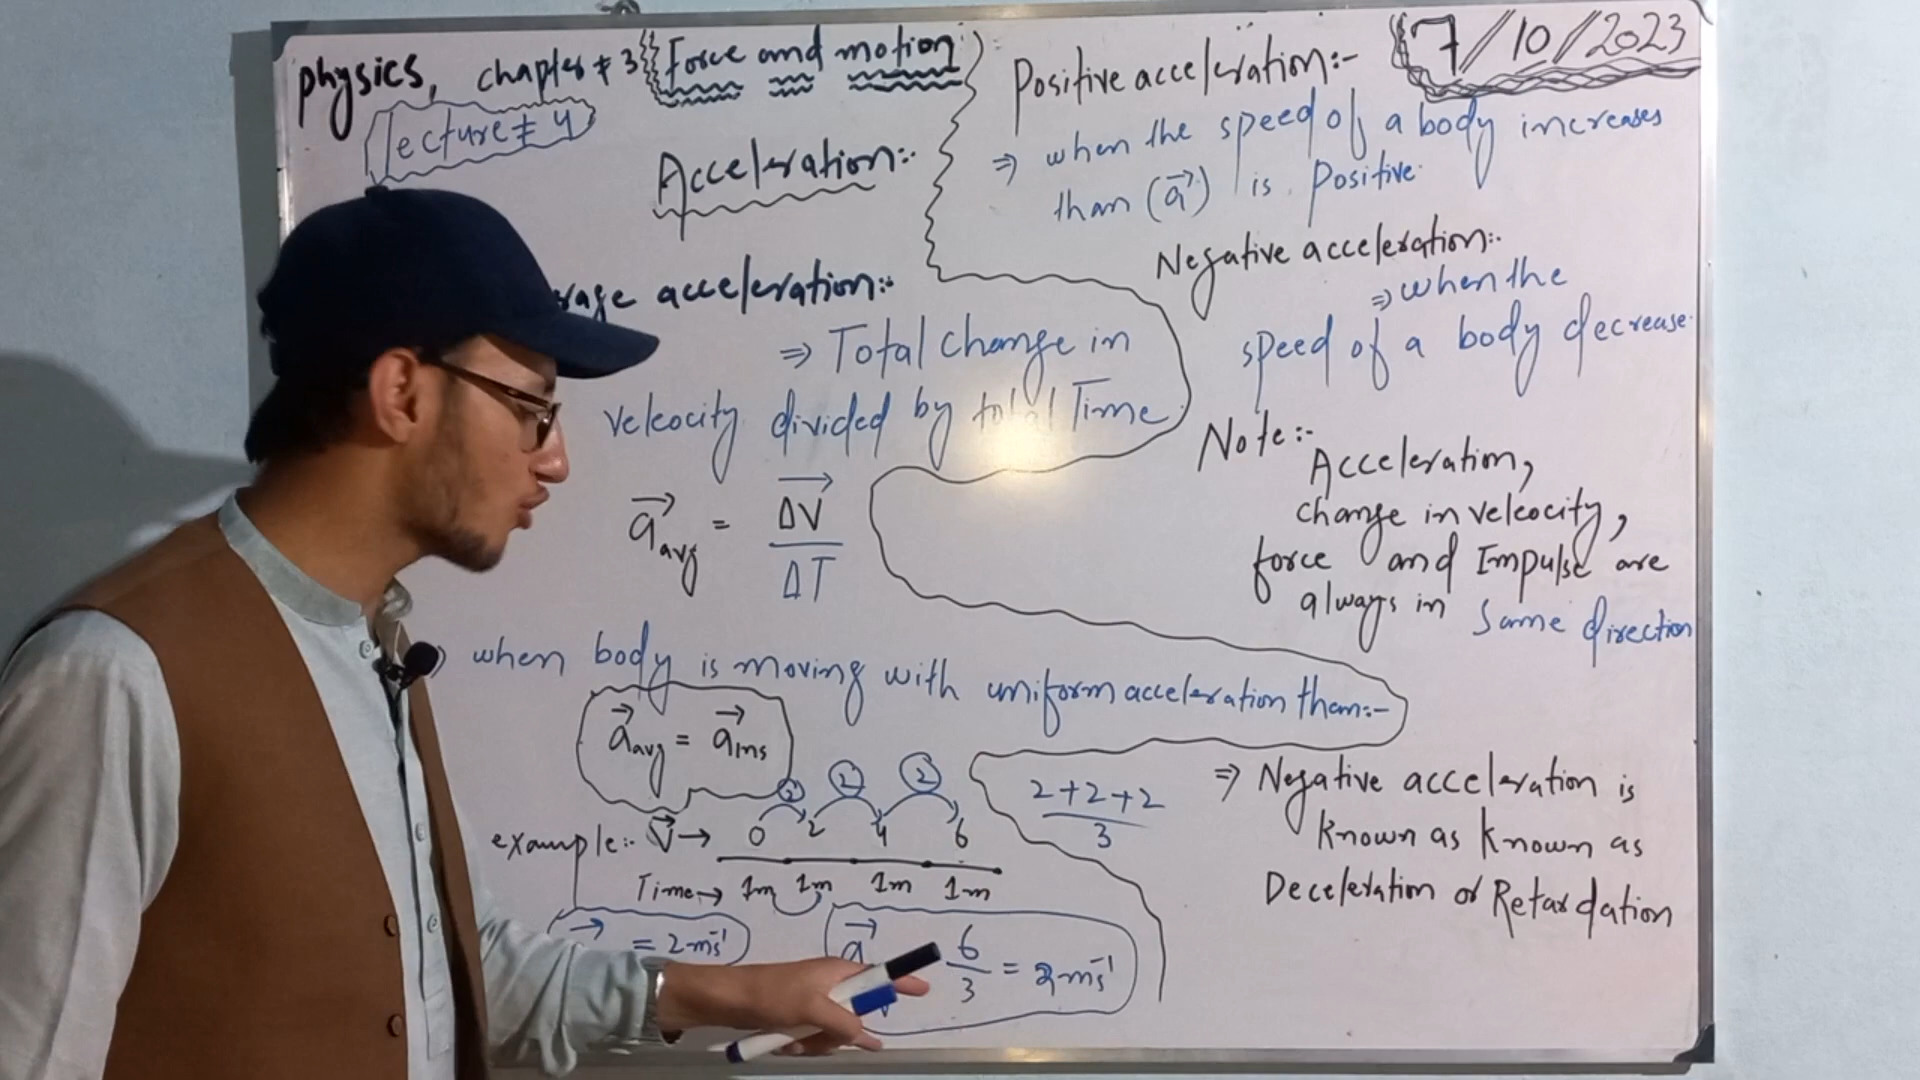 physics, chapter # 3 Force and motion
lecture # 4
Acceleration:-
acceleration:-
⇒ Total change in
velocity divided by total Time
a⃗avg = ΔV⃗ / ΔT
when body is moving with uniform acceleration than:-
a⃗avg = a⃗ins
2 2 2
example:- V⃗ → 0 2 4 6
Time → 1m 1m 1m 1m
= 2ms⁻¹
a⃗ 6/3 = 2ms⁻¹
2+2+2 / 3
7/10/2023
Positive acceleration:-
⇒ when the speed of a body increases
than (a⃗) is Positive.
Negative acceleration:-
⇒ when the
speed of a body decrease
Note:-
Acceleration,
change in velocity,
force and Impulse are
always in same direction
⇒ Negative acceleration is
known as known as
Deceleration or Retardation